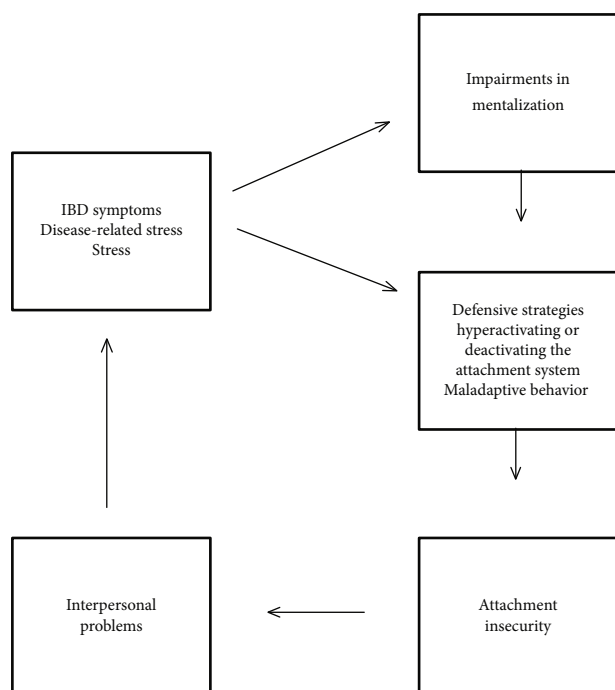 Impairments in
mentalization
IBD symptoms
Disease-related stress
Stress
Defensive strategies
hyperactivating or
deactivating the
attachment system
Maladaptive behavior
Interpersonal
problems
Attachment
insecurity